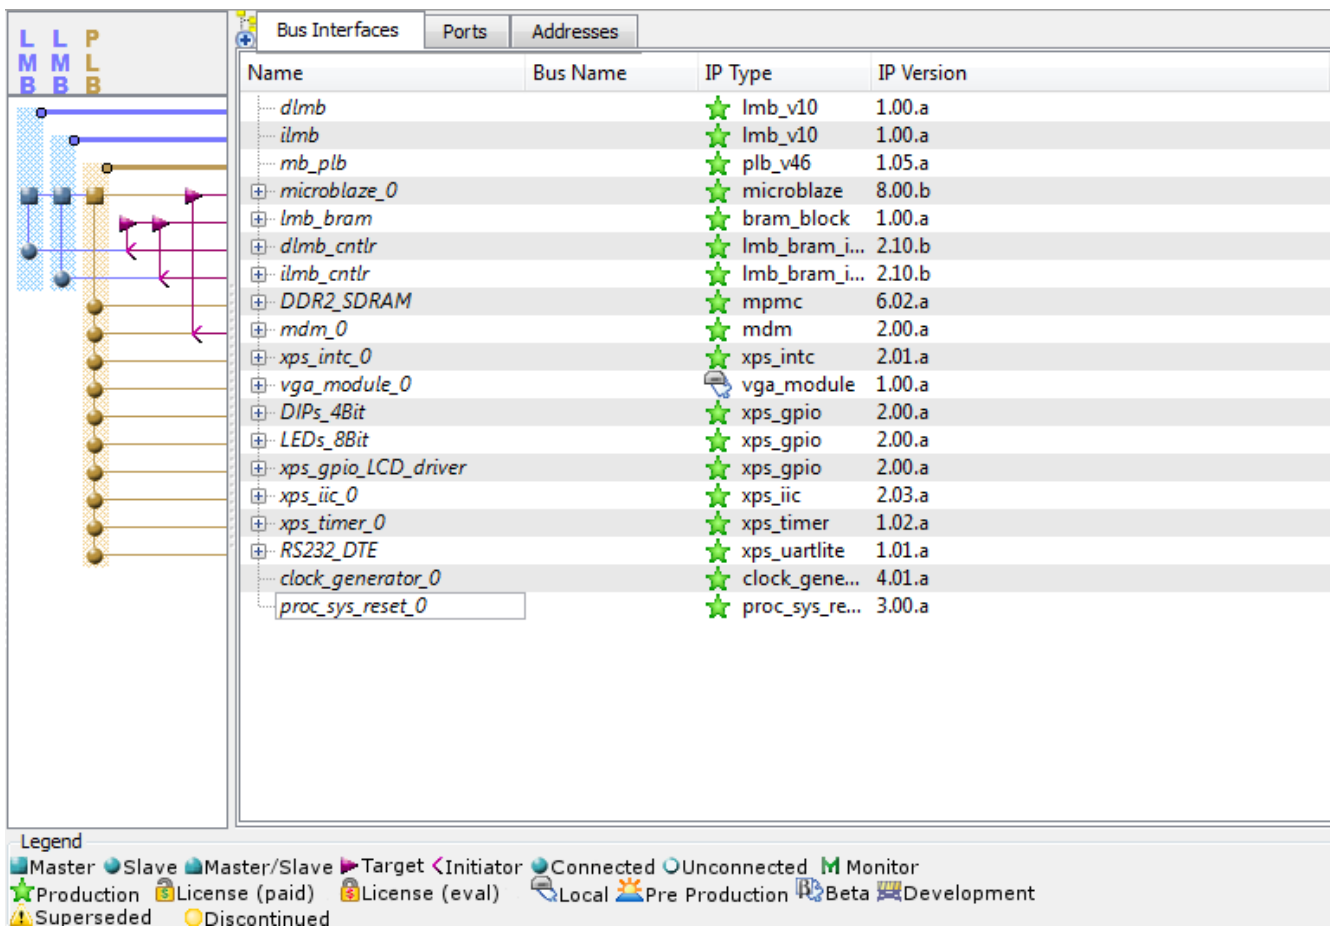 L L P
M M L
B B B
Bus Interfaces Ports Addresses
Name Bus Name IP Type IP Version
dlmb lmb_v10 1.00.a
ilmb lmb_v10 1.00.a
mb_plb plb_v46 1.05.a
microblaze_0 microblaze 8.00.b
lmb_bram bram_block 1.00.a
dlmb_cntlr lmb_bram_i... 2.10.b
ilmb_cntlr lmb_bram_i... 2.10.b
DDR2_SDRAM mpmc 6.02.a
mdm_0 mdm 2.00.a
xps_intc_0 xps_intc 2.01.a
vga_module_0 vga_module 1.00.a
DIPs_4Bit xps_gpio 2.00.a
LEDs_8Bit xps_gpio 2.00.a
xps_gpio_LCD_driver xps_gpio 2.00.a
xps_iic_0 xps_iic 2.03.a
xps_timer_0 xps_timer 1.02.a
RS232_DTE xps_uartlite 1.01.a
clock_generator_0 clock_gene... 4.01.a
proc_sys_reset_0 proc_sys_re... 3.00.a
Legend
Master Slave Master/Slave Target Initiator Connected Unconnected M Monitor
Production License (paid) License (eval) Local Pre Production Beta Development
Superseded Discontinued